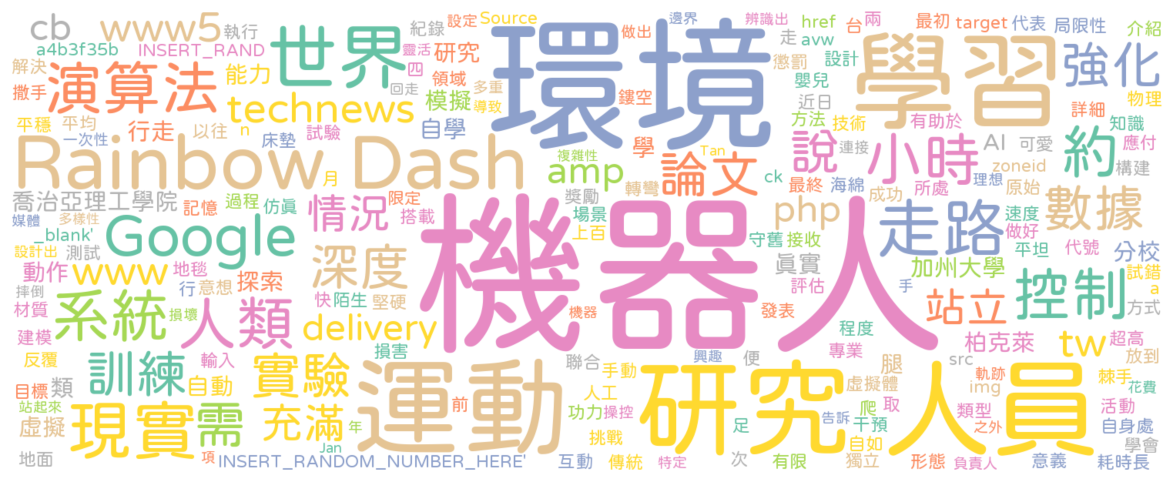 cb www5 執行 紀錄 設定 Source 做出 邊界 辨識出 href 台 兩 最初 target 代表 局限性 介紹
a4b3f35b INSERT_RAND 世界 靈活 研究 環境 走 avw 學習 強化
解決 演算法 能力 四 領域 多重 懲罰 設計 物理
撒手 回走 模擬 導致 鏤空 嬰兒 近日 詳細
平穩 平均 行走 以往 n technews 試驗 自學 方法 技術 有助於 知識 應付
一次性 床墊 學 Tan 說 連接 小時 AI 可愛 約 構建
Rainbow Dash 複雜性 amp 論文 ck 最終 海綿 成功 zoneid 理想
月 獎勵 轉彎 所處 原始
喬治亞理工學院 記憶 過程 仿真 情況 限定 搭載 場景 php 走路 速度 數據
媒體 多樣性 上百 機器人 守舊 接收 做好
_blank' 設計出 測試 Google 深度 真實 平坦 代號 分校
動作 www 地毯 探索 加州大學 試錯
摔倒 行 意想 快 陌生 堅硬 評估 手 控制 a
材質 系統 損壞 人類 機器 發表 站立 方式
建模 delivery 程度 柏克萊 tw 超高
反覆 訓練 輸入 實驗 損害 運動 聯合 興趣 便 專業 腿 src 軌跡 放到
目標 類 自動 手動 研究人員 虛擬體 img 棘手 花費
站起來 現實 需 充滿 前 人工 爬 取 類型 活動
虛擬 年 功力 操控 告訴 干預 之外 自身處
Jan 挑戰 足 自如 學會
地面 項 INSERT_RANDOM_NUMBER_HERE' 互動 傳統 特定 次 有限 獨立 形態 負責人 意義 耗時長